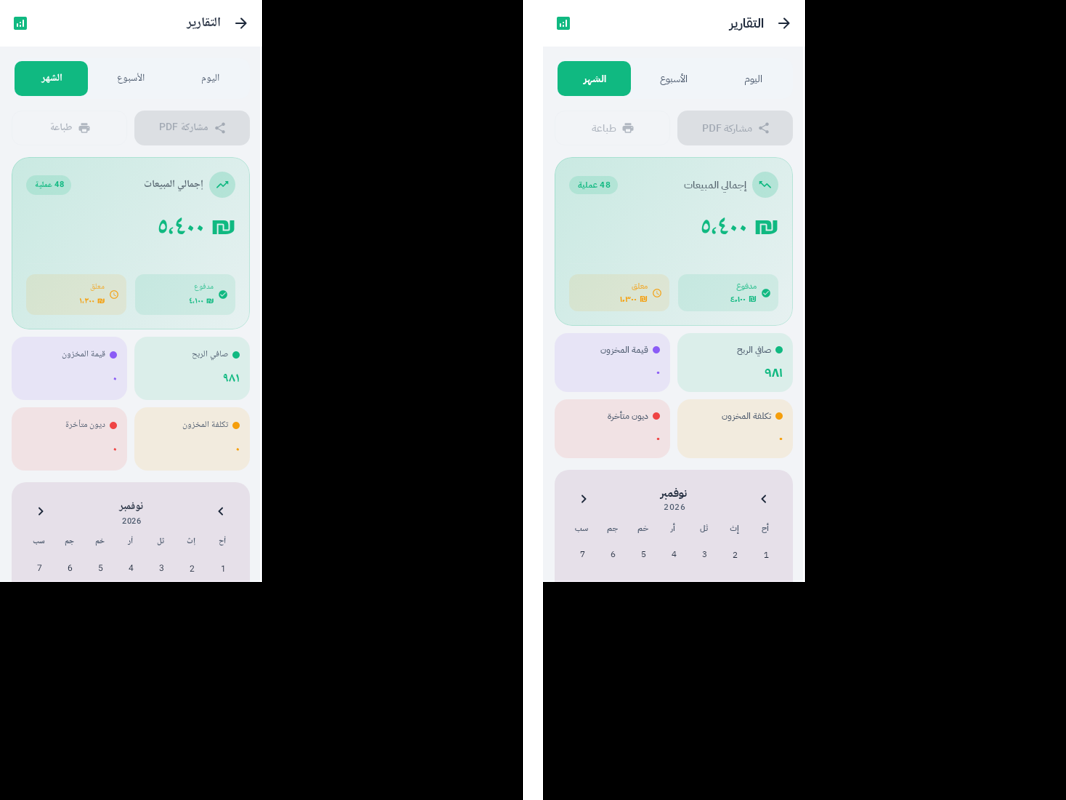 التقارير
اليوم
الأسبوع
الشهر
مشاركة PDF
طباعة
إجمالي المبيعات
48 عملية
₪ ٥،٤٠٠
مدفوع
₪ ٤،١٠٠
معلق
₪ ١،٣٠٠
صافي الربح
٩٨١
قيمة المخزون
٠
تكلفة المخزون
٠
ديون متأخرة
٠
نوفمبر
2026
أح إث ثل أر خم جم سب
1 2 3 4 5 6 7
التقارير
اليوم
الأسبوع
الشهر
مشاركة PDF
طباعة
إجمالي المبيعات
48 عملية
₪ ٥،٤٠٠
مدفوع
₪ ٤،١٠٠
معلق
₪ ١،٣٠٠
صافي الربح
٩٨١
قيمة المخزون
٠
تكلفة المخزون
٠
ديون متأخرة
٠
نوفمبر
2026
أح إث ثل أر خم جم سب
1 2 3 4 5 6 7